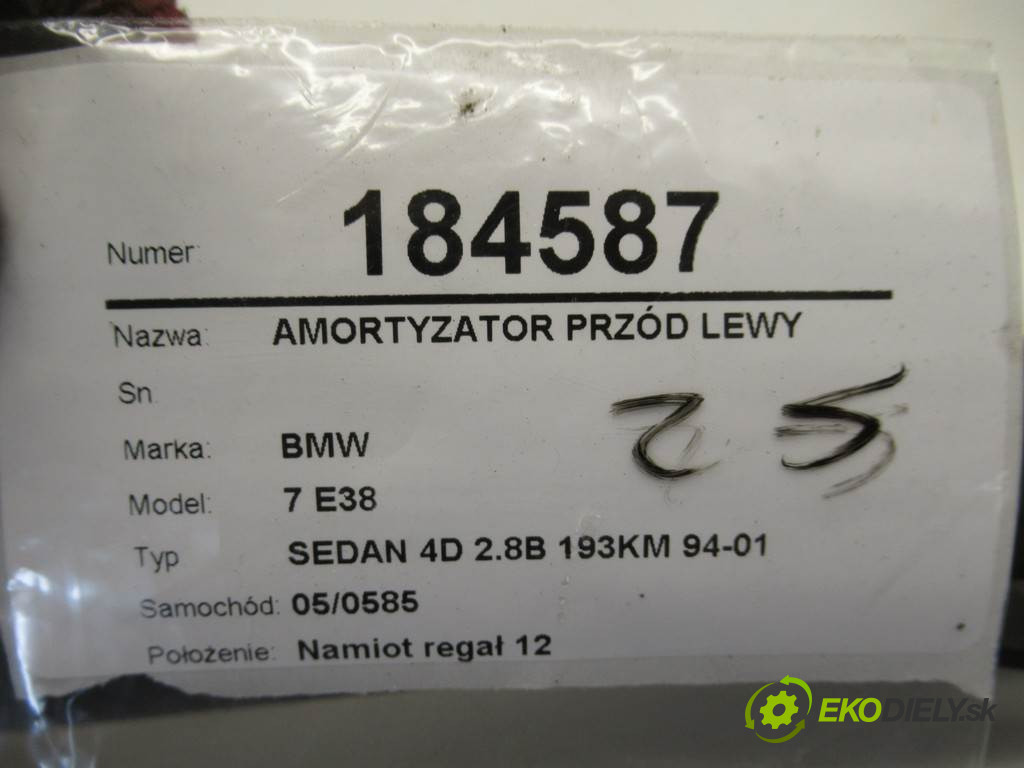 Numer: 184587
Nazwa: AMORTYZATOR PRZÓD LEWY
Sn
Marka: BMW
Model: 7 E38
Typ SEDAN 4D 2.8B 193KM 94-01
Samochód: 05/0585
Położenie: Namiot regał 12
EKODIELY.sk